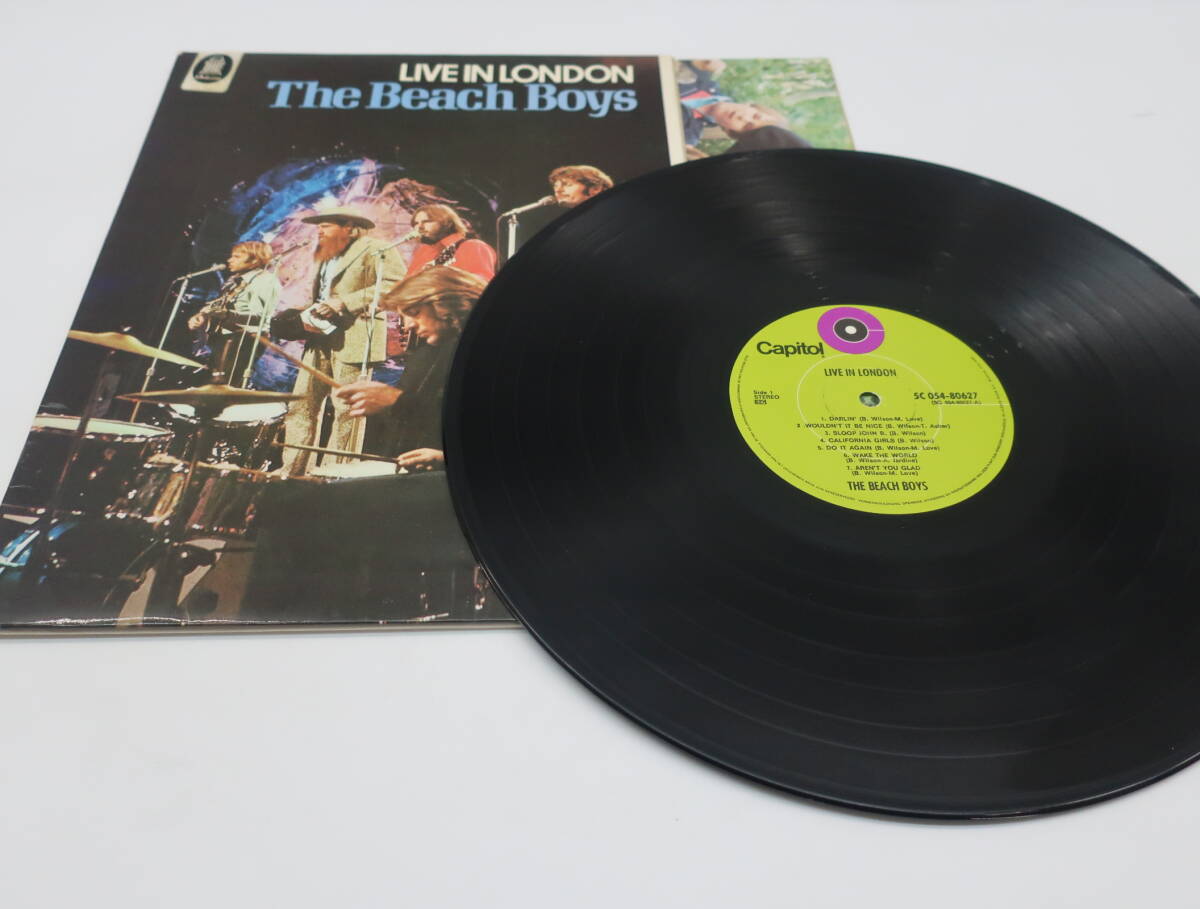 LIVE IN LONDON
The Beach Boys
Capitol
LIVE IN LONDON
Side 1
STEREO
5C 054-80627
1. DARLIN' (B. Wilson-M. Love)
2. WOULDN'T IT BE NICE (B. Wilson-T. Asher)
3. SLOOP JOHN B. (B. Wilson)
4. CALIFORNIA GIRLS (B. Wilson)
5. DO IT AGAIN (B. Wilson-M. Love)
6. WAKE THE WORLD
(B. Wilson-A. Jardine)
7. AREN'T YOU GLAD
(B. Wilson-M. Love)
THE BEACH BOYS